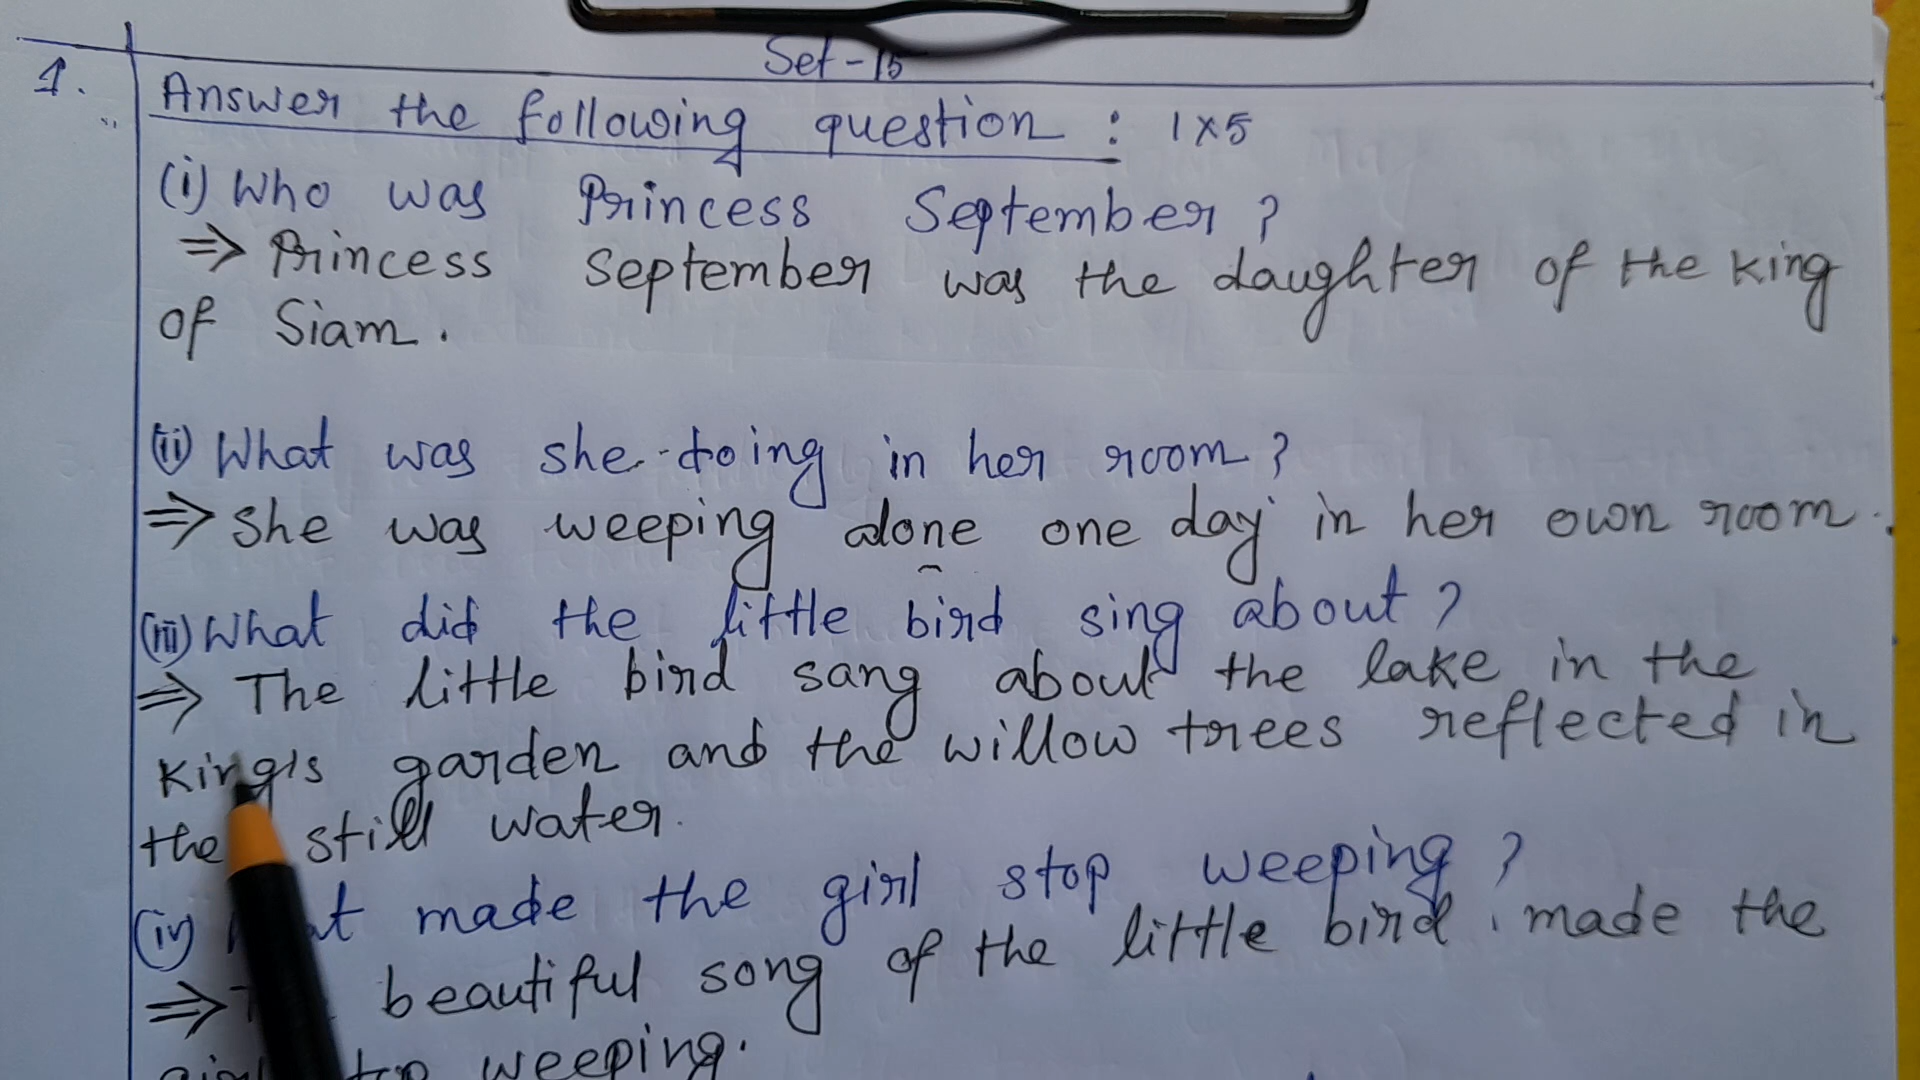 Set-15
1. Answer the following question : 1x5
(i) Who was Princess September ?
⇒ Princess September was the daughter of the king
of Siam.
(ii) What was she doing in her room ?
⇒ She was weeping alone one day in her own room.
(iii) What did the little bird sing about ?
⇒ The little bird sang about the lake in the
King's garden and the willow trees reflected in
the still water.
(iv) made the girl stop weeping ?
⇒ beautiful song of the little bird made the
weeping.